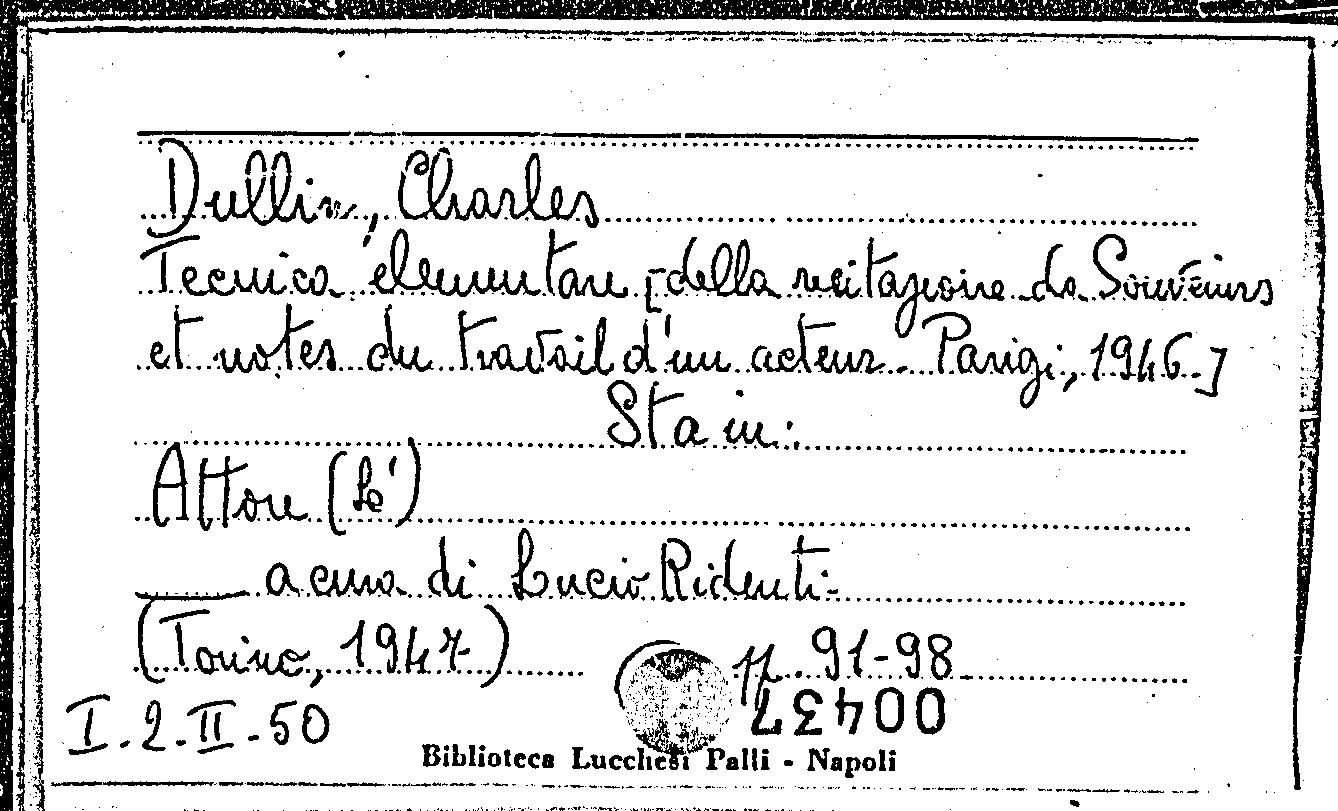 Dullin, Charles
Tecnica elementare [della recitazione da Souvenirs
et notes du travail d'un acteur. Parigi, 1946.]
Sta in:
Attore (L')
_____ a cura di Lucio Ridenti.
(Torino, 1947) pp. 91-98
00437
I.2.II.50
Biblioteca Lucchesi Palli - Napoli